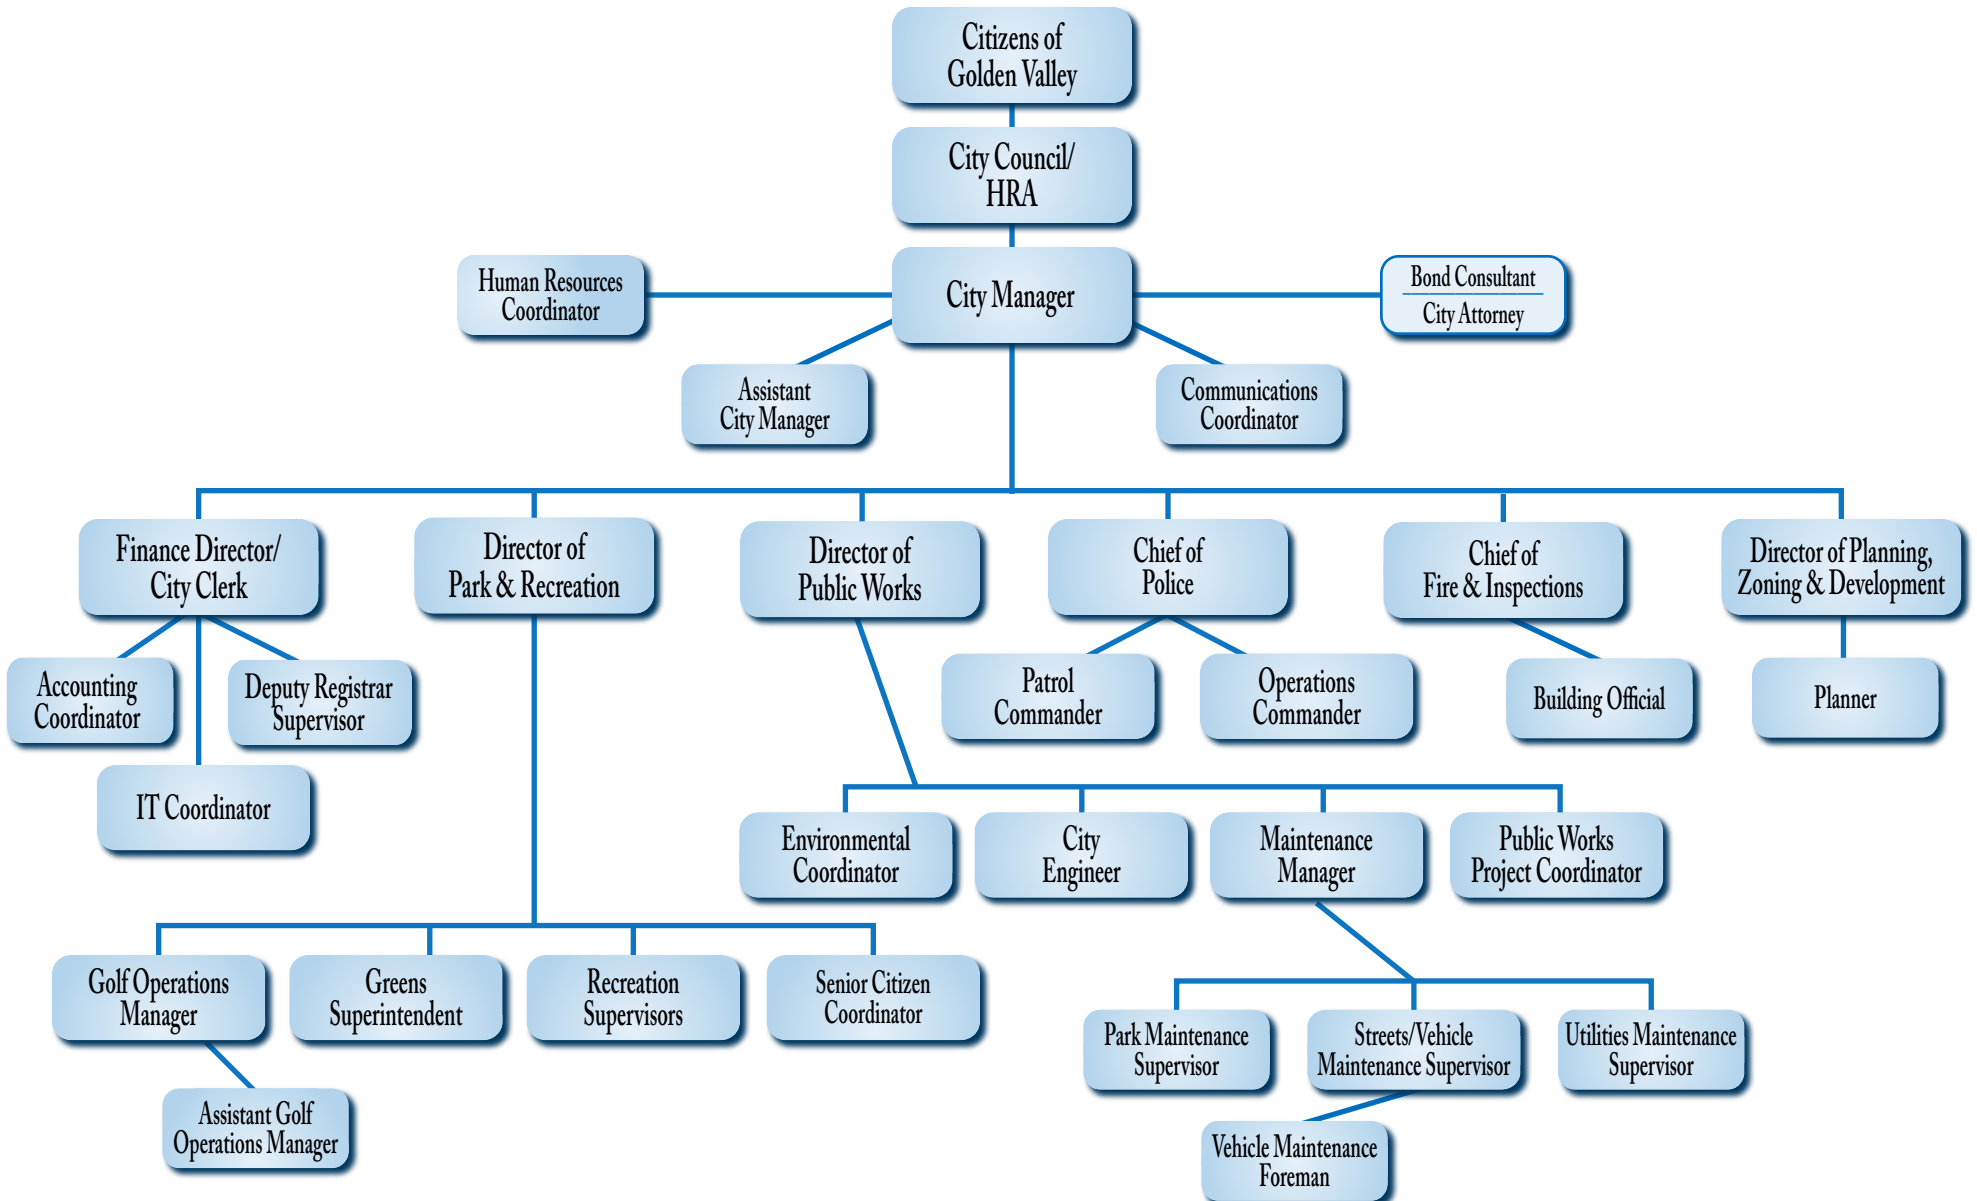 Citizens of
Golden Valley
City Council/
HRA
Human Resources
Coordinator
City Manager
Bond Consultant
City Attorney
Assistant
City Manager
Communications
Coordinator
Finance Director/
City Clerk
Director of
Park & Recreation
Director of
Public Works
Chief of
Police
Chief of
Fire & Inspections
Director of Planning,
Zoning & Development
Accounting
Coordinator
Deputy Registrar
Supervisor
Patrol
Commander
Operations
Commander
Building Official
Planner
IT Coordinator
Environmental
Coordinator
City
Engineer
Maintenance
Manager
Public Works
Project Coordinator
Golf Operations
Manager
Greens
Superintendent
Recreation
Supervisors
Senior Citizen
Coordinator
Park Maintenance
Supervisor
Streets/Vehicle
Maintenance Supervisor
Utilities Maintenance
Supervisor
Assistant Golf
Operations Manager
Vehicle Maintenance
Foreman